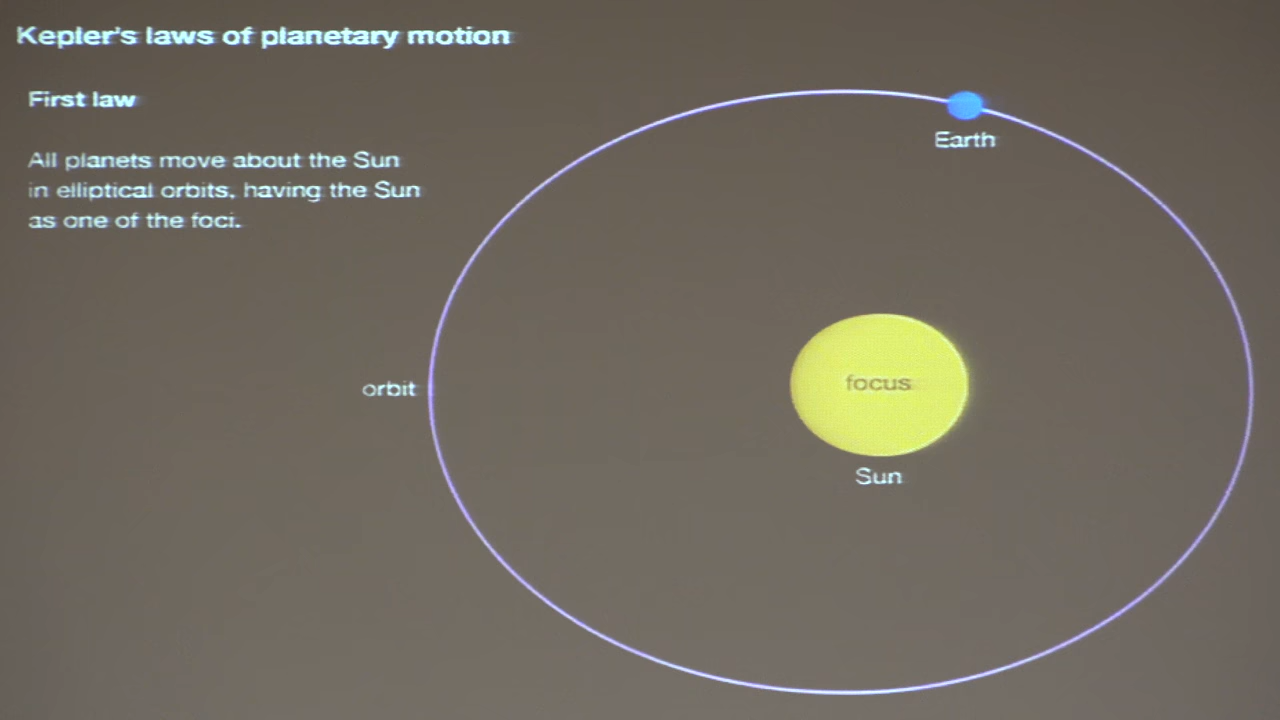 Kepler's laws of planetary motion
First law
All planets move about the Sun
in elliptical orbits, having the Sun
as one of the foci.
Earth
orbit
focus
Sun